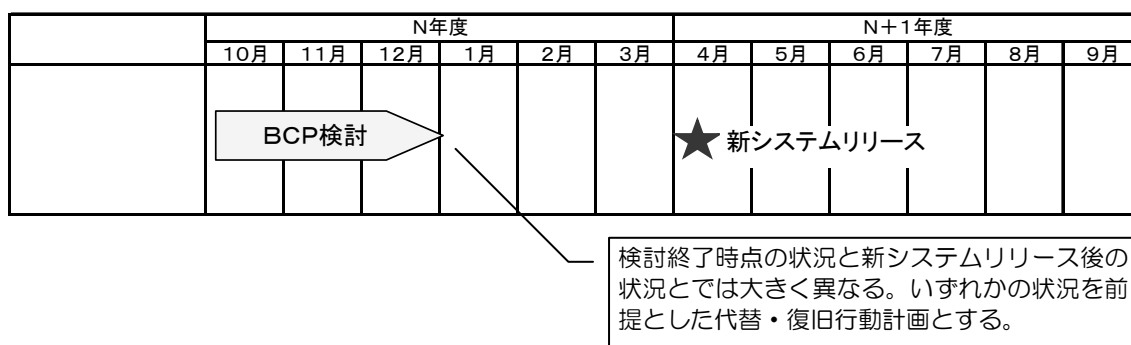 N年度 N＋1年度
10月 11月 12月 1月 2月 3月 4月 5月 6月 7月 8月 9月
BCP検討
★ 新システムリリース
検討終了時点の状況と新システムリリース後の
状況とでは大きく異なる。いずれかの状況を前
提とした代替・復旧行動計画とする。